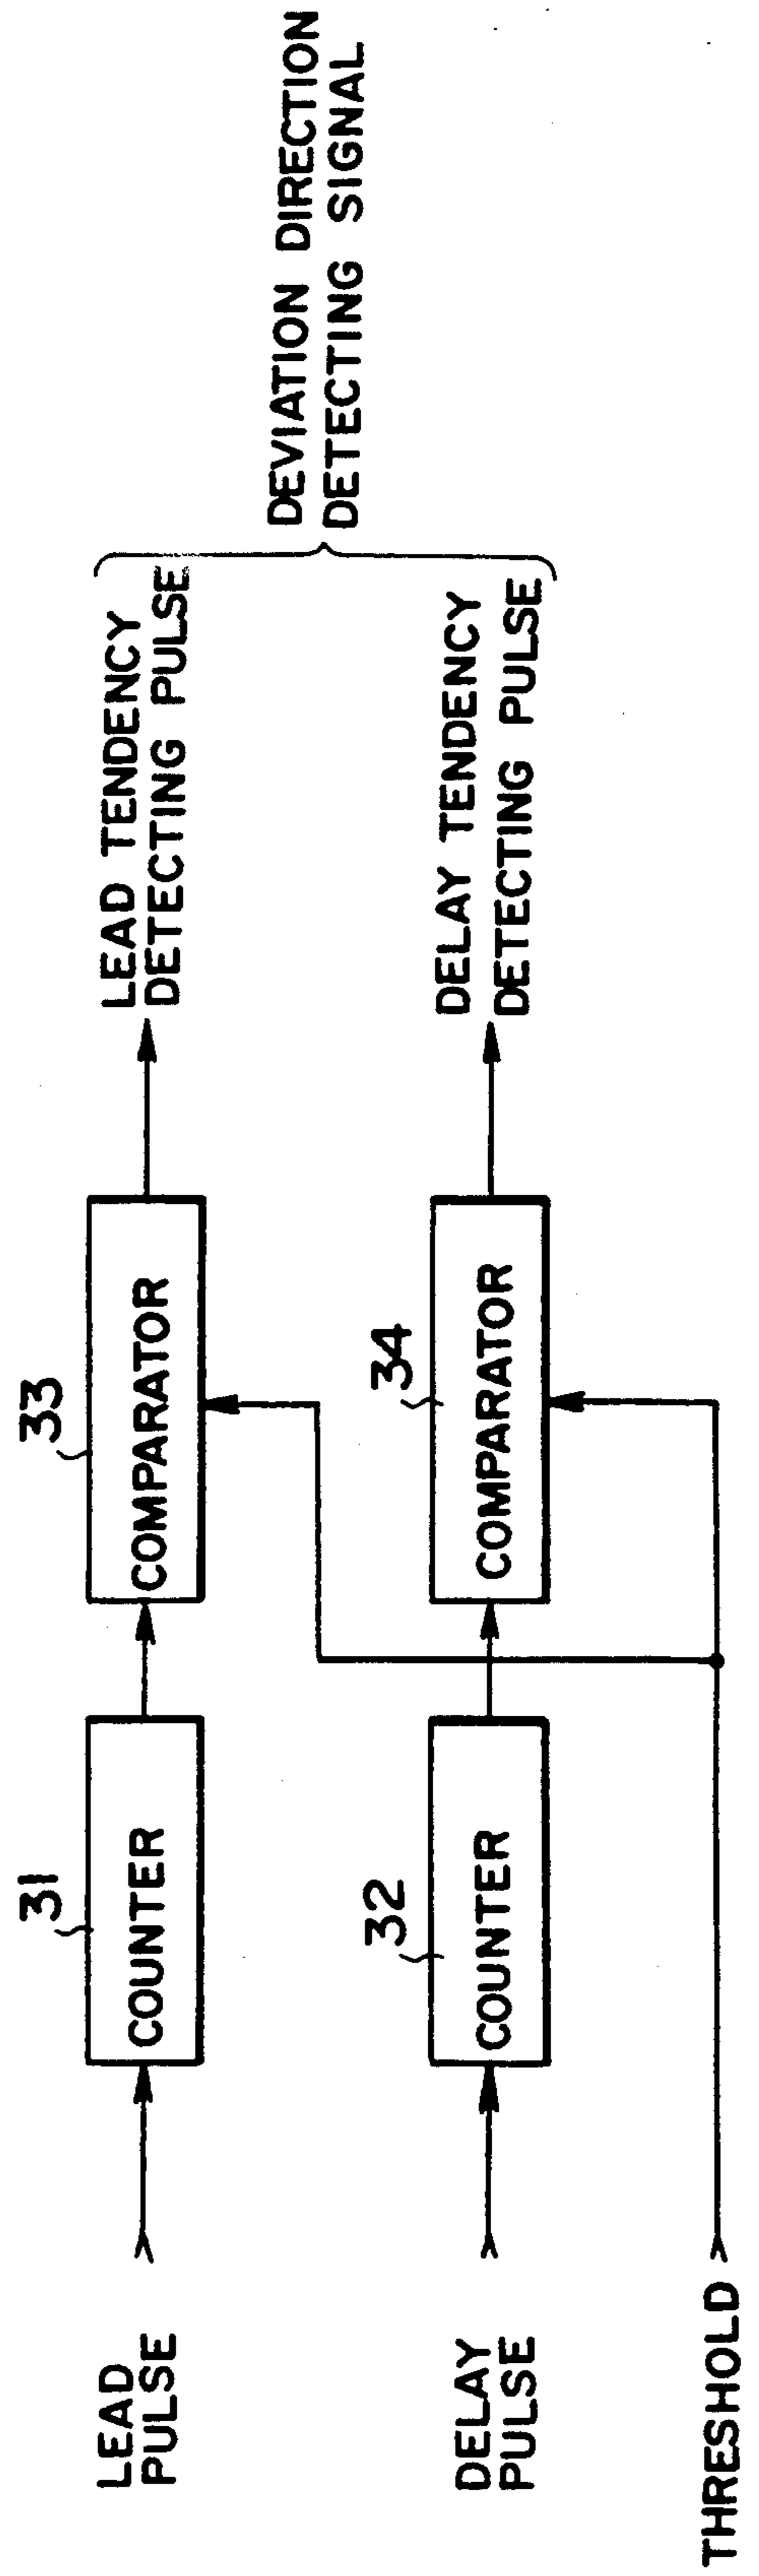 LEAD
PULSE
31
COUNTER
33
COMPARATOR
LEAD TENDENCY
DETECTING PULSE
DELAY
PULSE
32
COUNTER
34
COMPARATOR
DELAY TENDENCY
DETECTING PULSE
DEVIATION DIRECTION
DETECTING SIGNAL
THRESHOLD